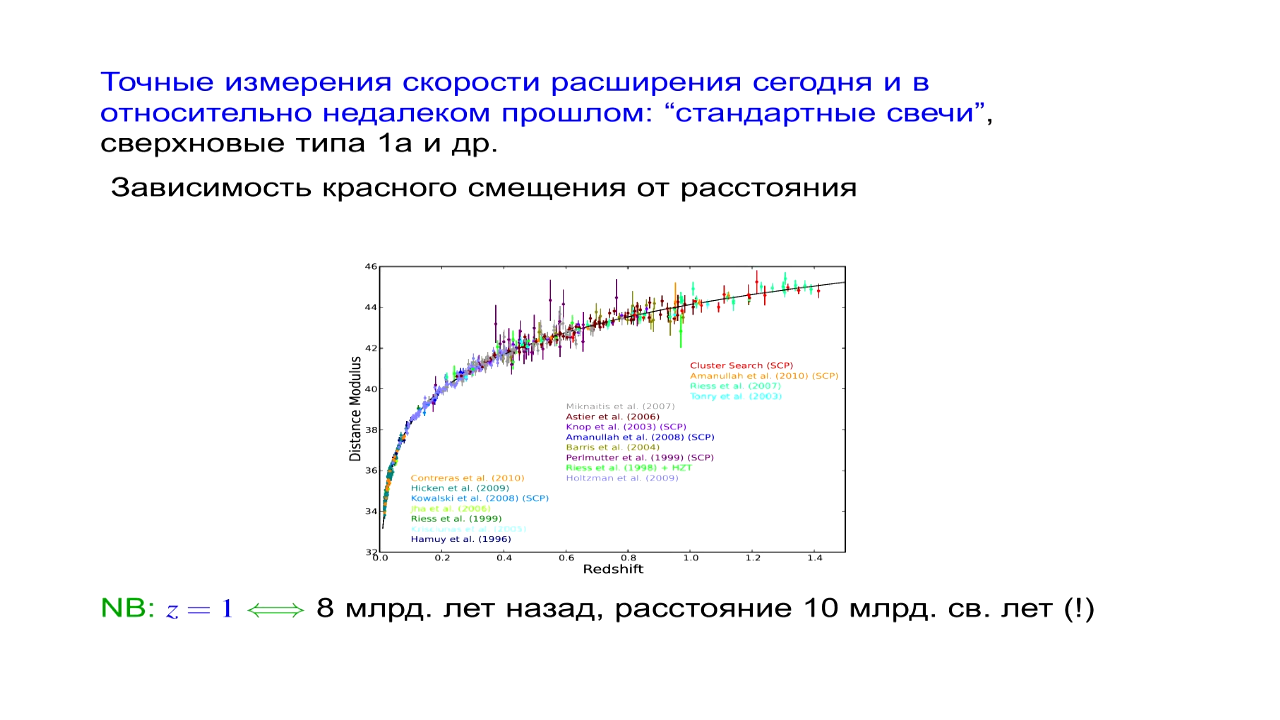 Точные измерения скорости расширения сегодня и в
относительно недалеком прошлом: “стандартные свечи”,
сверхновые типа 1a и др.
Зависимость красного смещения от расстояния
46
44
42
40
38
36
34
32
Distance Modulus
Cluster Search (SCP)
Amanullah et al. (2010) (SCP)
Riess et al. (2007)
Tonry et al. (2003)
Miknaitis et al. (2007)
Astier et al. (2006)
Knop et al. (2003) (SCP)
Amanullah et al. (2008) (SCP)
Barris et al. (2004)
Perlmutter et al. (1999) (SCP)
Riess et al. (1998) + HZT
Holtzman et al. (2009)
Contreras et al. (2010)
Hicken et al. (2009)
Kowalski et al. (2008) (SCP)
Jha et al. (2006)
Riess et al. (1999)
et al. (2005)
Hamuy et al. (1996)
0.0 0.2 0.4 0.6 0.8 1.0 1.2 1.4
Redshift
NB: z = 1 ⟺ 8 млрд. лет назад, расстояние 10 млрд. св. лет (!)